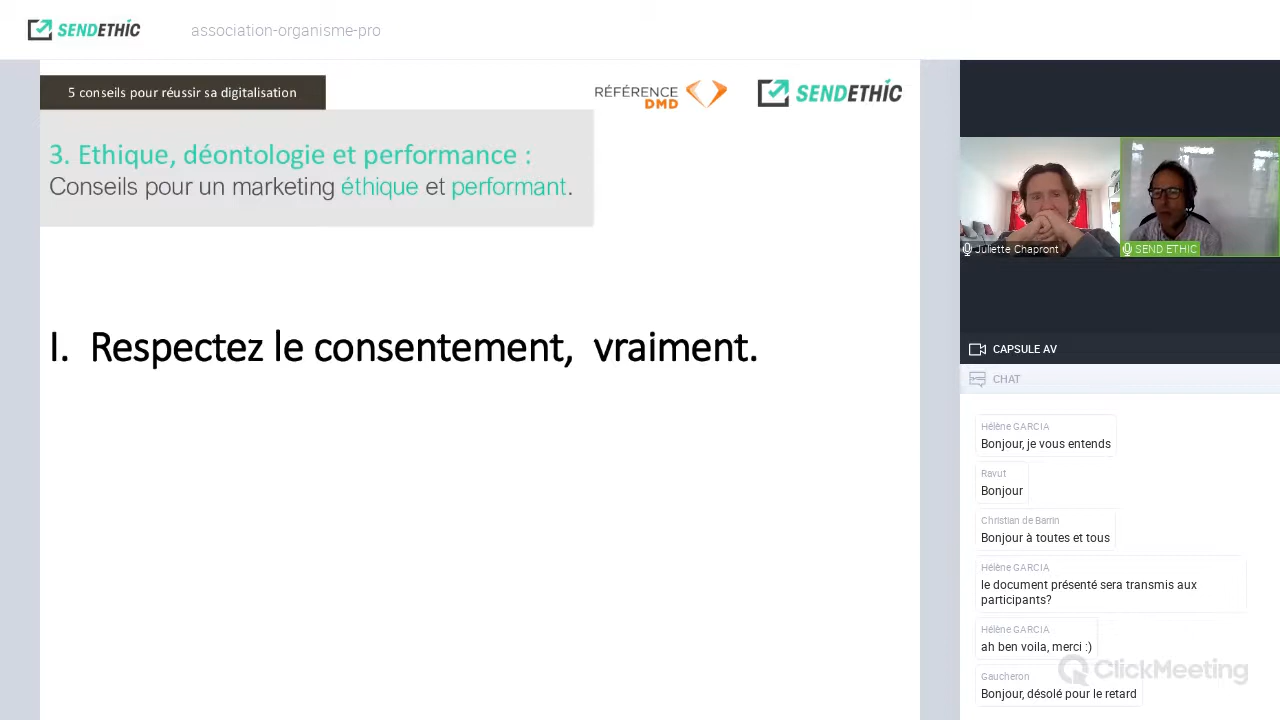 SENDETHIC
association-organisme-pro
5 conseils pour réussir sa digitalisation
RÉFÉRENCE
DMD
SENDETHIC
3. Ethique, déontologie et performance :
Conseils pour un marketing éthique et performant.
I. Respectez le consentement, vraiment.
Juliette Chapront
SEND ETHIC
CAPSULE AV
CHAT
Hélène GARCIA
Bonjour, je vous entends
Ravut
Bonjour
Christian de Barrin
Bonjour à toutes et tous
Hélène GARCIA
le document présenté sera transmis aux
participants?
Hélène GARCIA
ah ben voila, merci :)
Gaucheron
Bonjour, désolé pour le retard
ClickMeeting